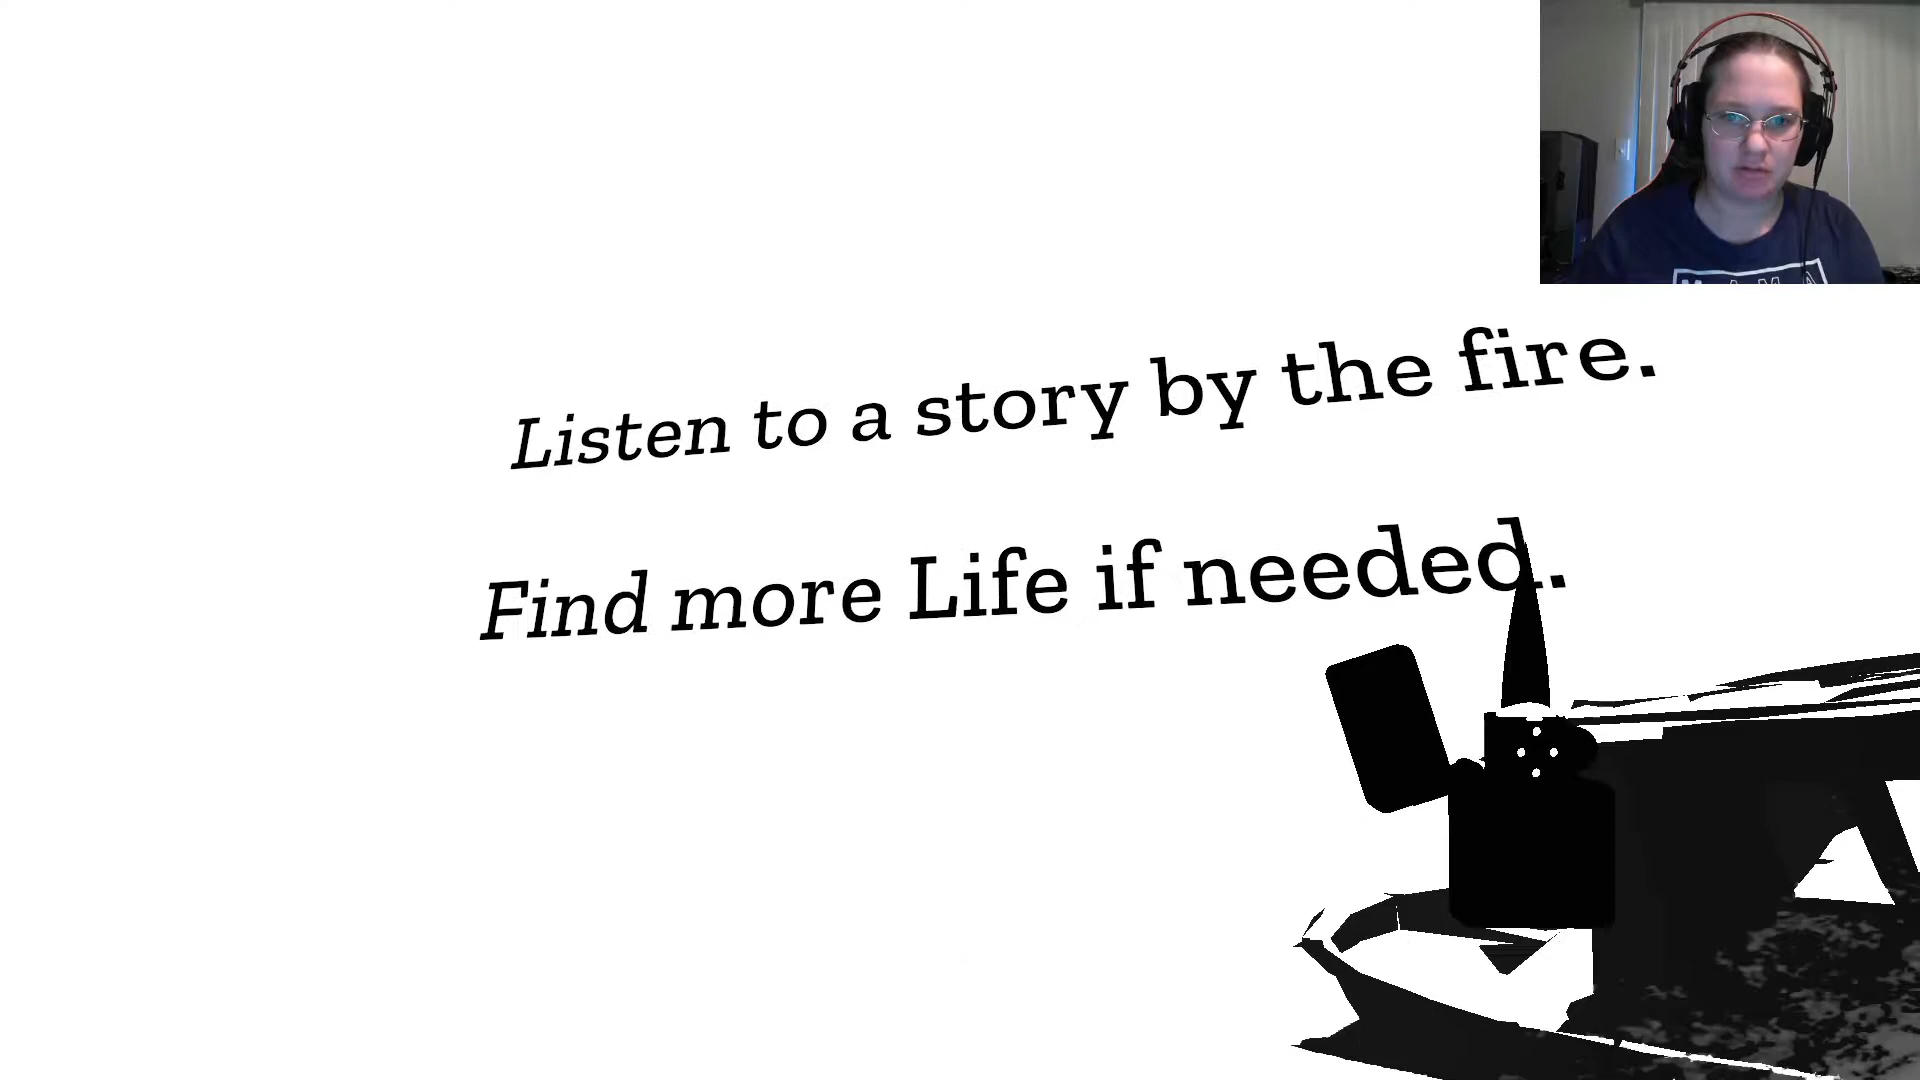 Listen to a story by the fire.
Find more Life if needed.